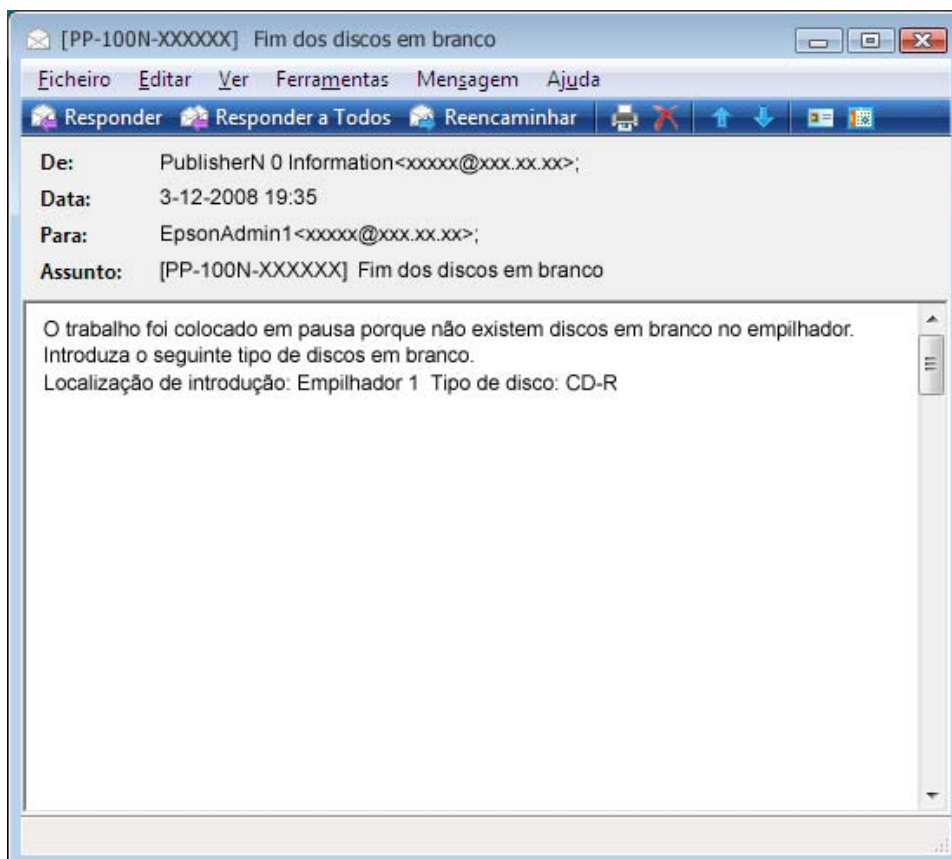 [PP-100N-XXXXXX] Fim dos discos em branco
Ficheiro Editar Ver Ferramentas Mensagem Ajuda
Responder Responder a Todos Reencaminhar
De: PublisherN 0 Information<xxxxx@xxx.xx.xx>;
Data: 3-12-2008 19:35
Para: EpsonAdmin1<xxxxx@xxx.xx.xx>;
Assunto: [PP-100N-XXXXXX] Fim dos discos em branco
O trabalho foi colocado em pausa porque não existem discos em branco no empilhador.
Introduza o seguinte tipo de discos em branco.
Localização de introdução: Empilhador 1 Tipo de disco: CD-R